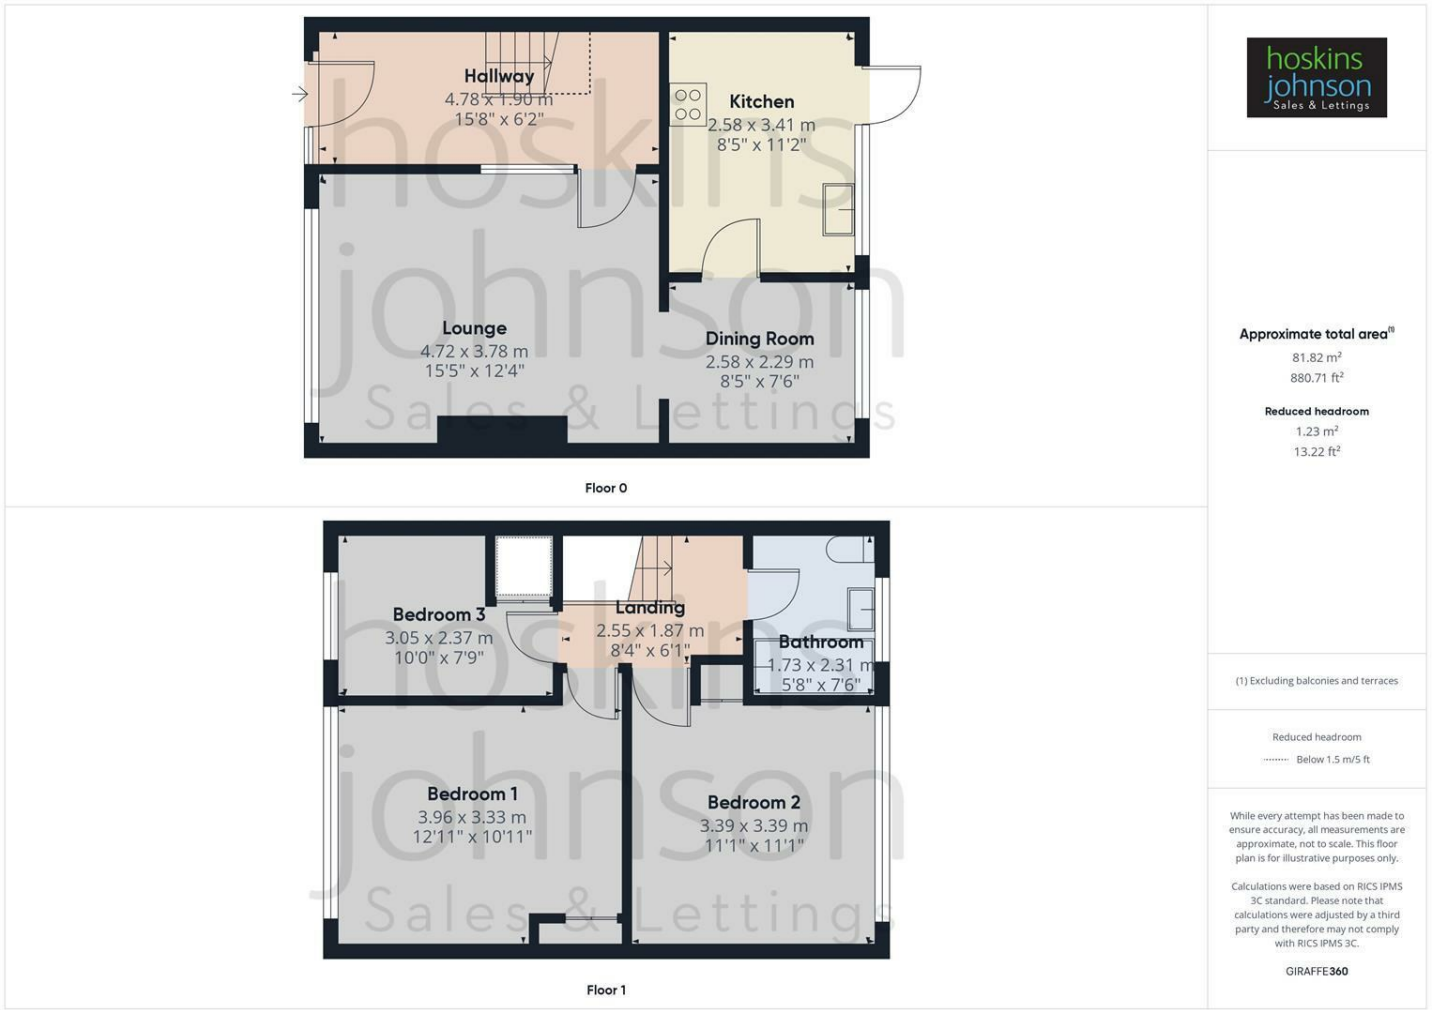 Hallway
4.78 x 1.90 m
15'8" x 6'2"
Kitchen
2.58 x 3.41 m
8'5" x 11'2"
Lounge
4.72 x 3.78 m
15'5" x 12'4"
Dining Room
2.58 x 2.29 m
8'5" x 7'6"
hoskins
johnson
Sales & Lettings
Floor 0
Bedroom 3
3.05 x 2.37 m
10'0" x 7'9"
Landing
2.55 x 1.87 m
8'4" x 6'1"
Bathroom
1.73 x 2.31 m
5'8" x 7'6"
Bedroom 1
3.96 x 3.33 m
12'11" x 10'11"
Bedroom 2
3.39 x 3.39 m
11'1" x 11'1"
hoskins
johnson
Sales & Lettings
Floor 1
hoskins
johnson
Sales & Lettings
Approximate total area(1)
81.82 m²
880.71 ft²
Reduced headroom
1.23 m²
13.22 ft²
(1) Excluding balconies and terraces
Reduced headroom
Below 1.5 m/5 ft
While every attempt has been made to
ensure accuracy, all measurements are
approximate, not to scale. This floor
plan is for illustrative purposes only.
Calculations were based on RICS IPMS
3C standard. Please note that
calculations were adjusted by a third
party and therefore may not comply
with RICS IPMS 3C.
GIRAFFE360